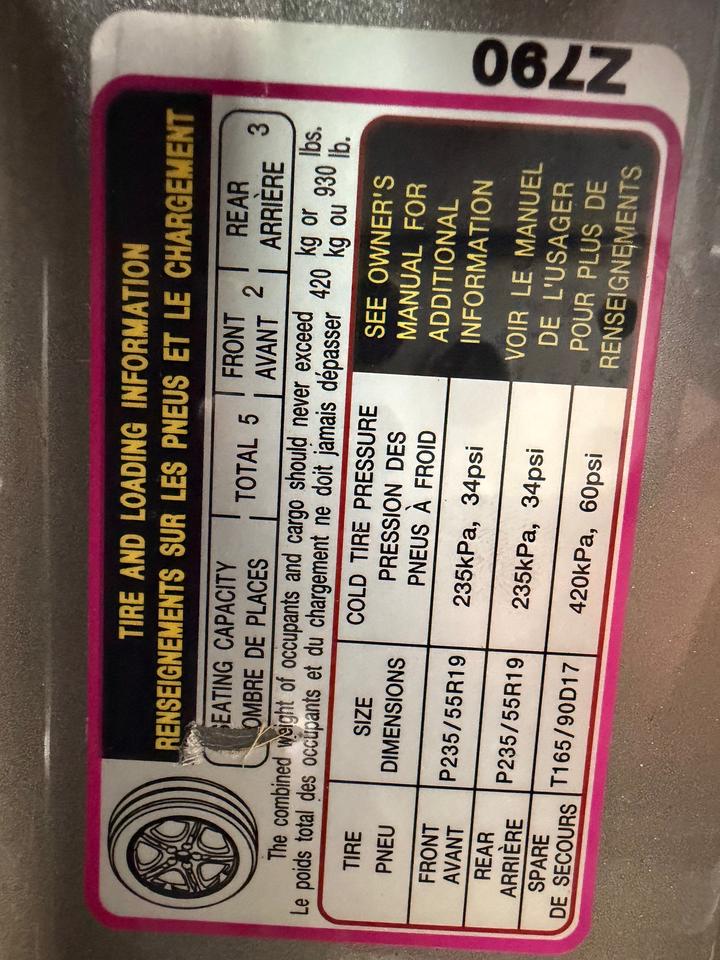 Z790
TIRE AND LOADING INFORMATION
RENSEIGNEMENTS SUR LES PNEUS ET LE CHARGEMENT
EATING CAPACITY TOTAL 5 FRONT 2 REAR 3
OMBRE DE PLACES AVANT ARRIÈRE
The combined weight of occupants and cargo should never exceed 420 kg or 930 lbs.
Le poids total des occupants et du chargement ne doit jamais dépasser kg ou lb.
TIRE SIZE COLD TIRE PRESSURE
PNEU DIMENSIONS PRESSION DES
PNEUS À FROID
FRONT P235/55R19 235kPa, 34psi
AVANT
REAR P235/55R19 235kPa, 34psi
ARRIÈRE
SPARE T165/90D17 420kPa, 60psi
DE SECOURS
SEE OWNER'S
MANUAL FOR
ADDITIONAL
INFORMATION
VOIR LE MANUEL
DE L'USAGER
POUR PLUS DE
RENSEIGNEMENTS